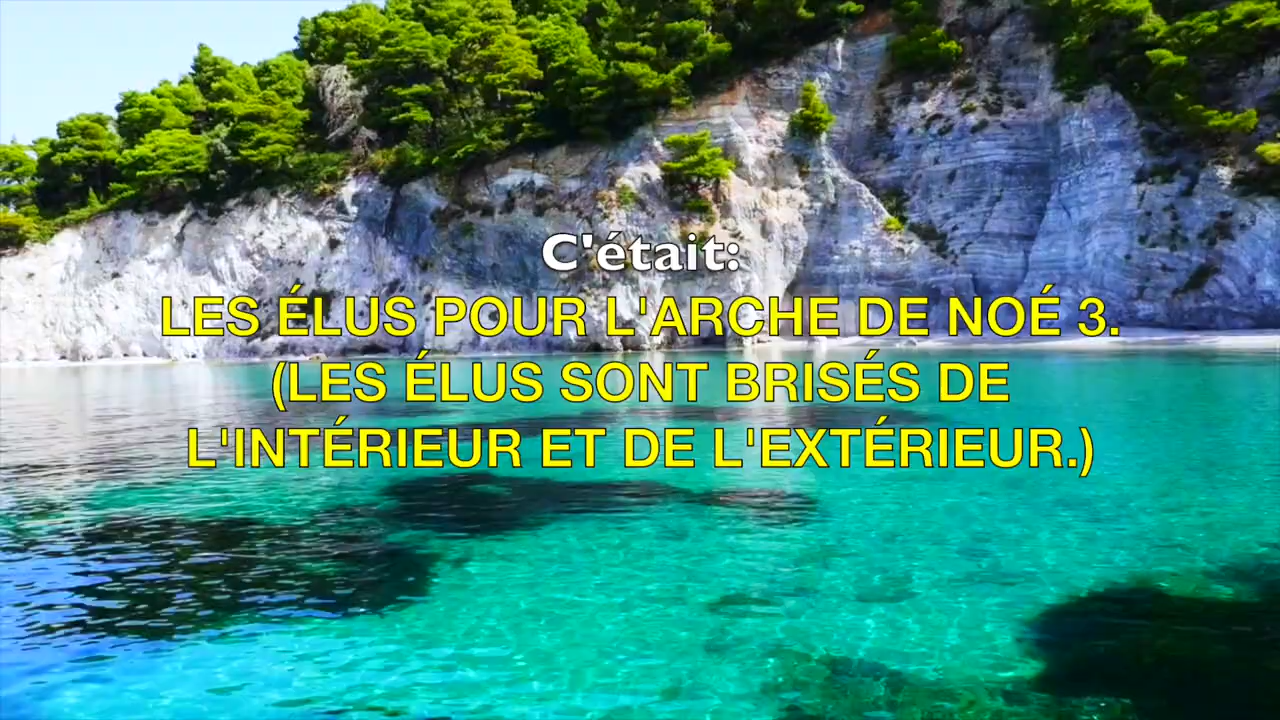 C'était:
LES ÉLUS POUR L'ARCHE DE NOÉ 3.
(LES ÉLUS SONT BRISÉS DE
L'INTÉRIEUR ET DE L'EXTÉRIEUR.)